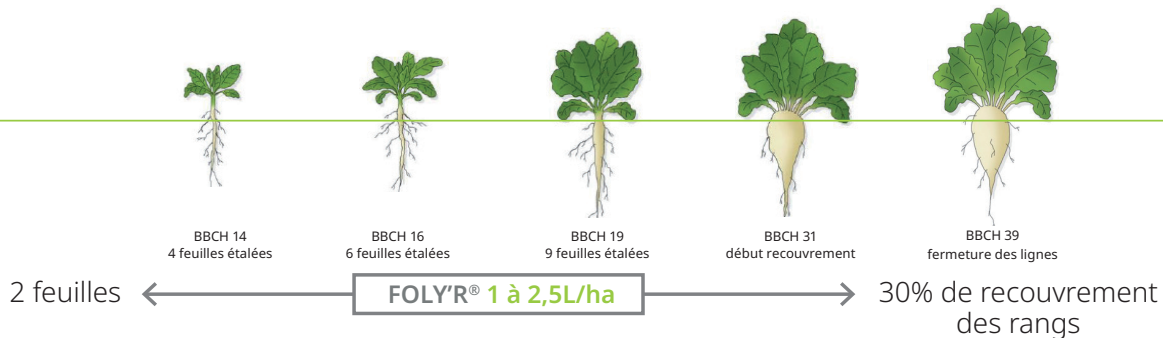 BBCH 14
4 feuilles étalées
BBCH 16
6 feuilles étalées
BBCH 19
9 feuilles étalées
BBCH 31
début recouvrement
BBCH 39
fermeture des lignes
2 feuilles
FOLY'R® 1 à 2,5L/ha
30% de recouvrement
des rangs